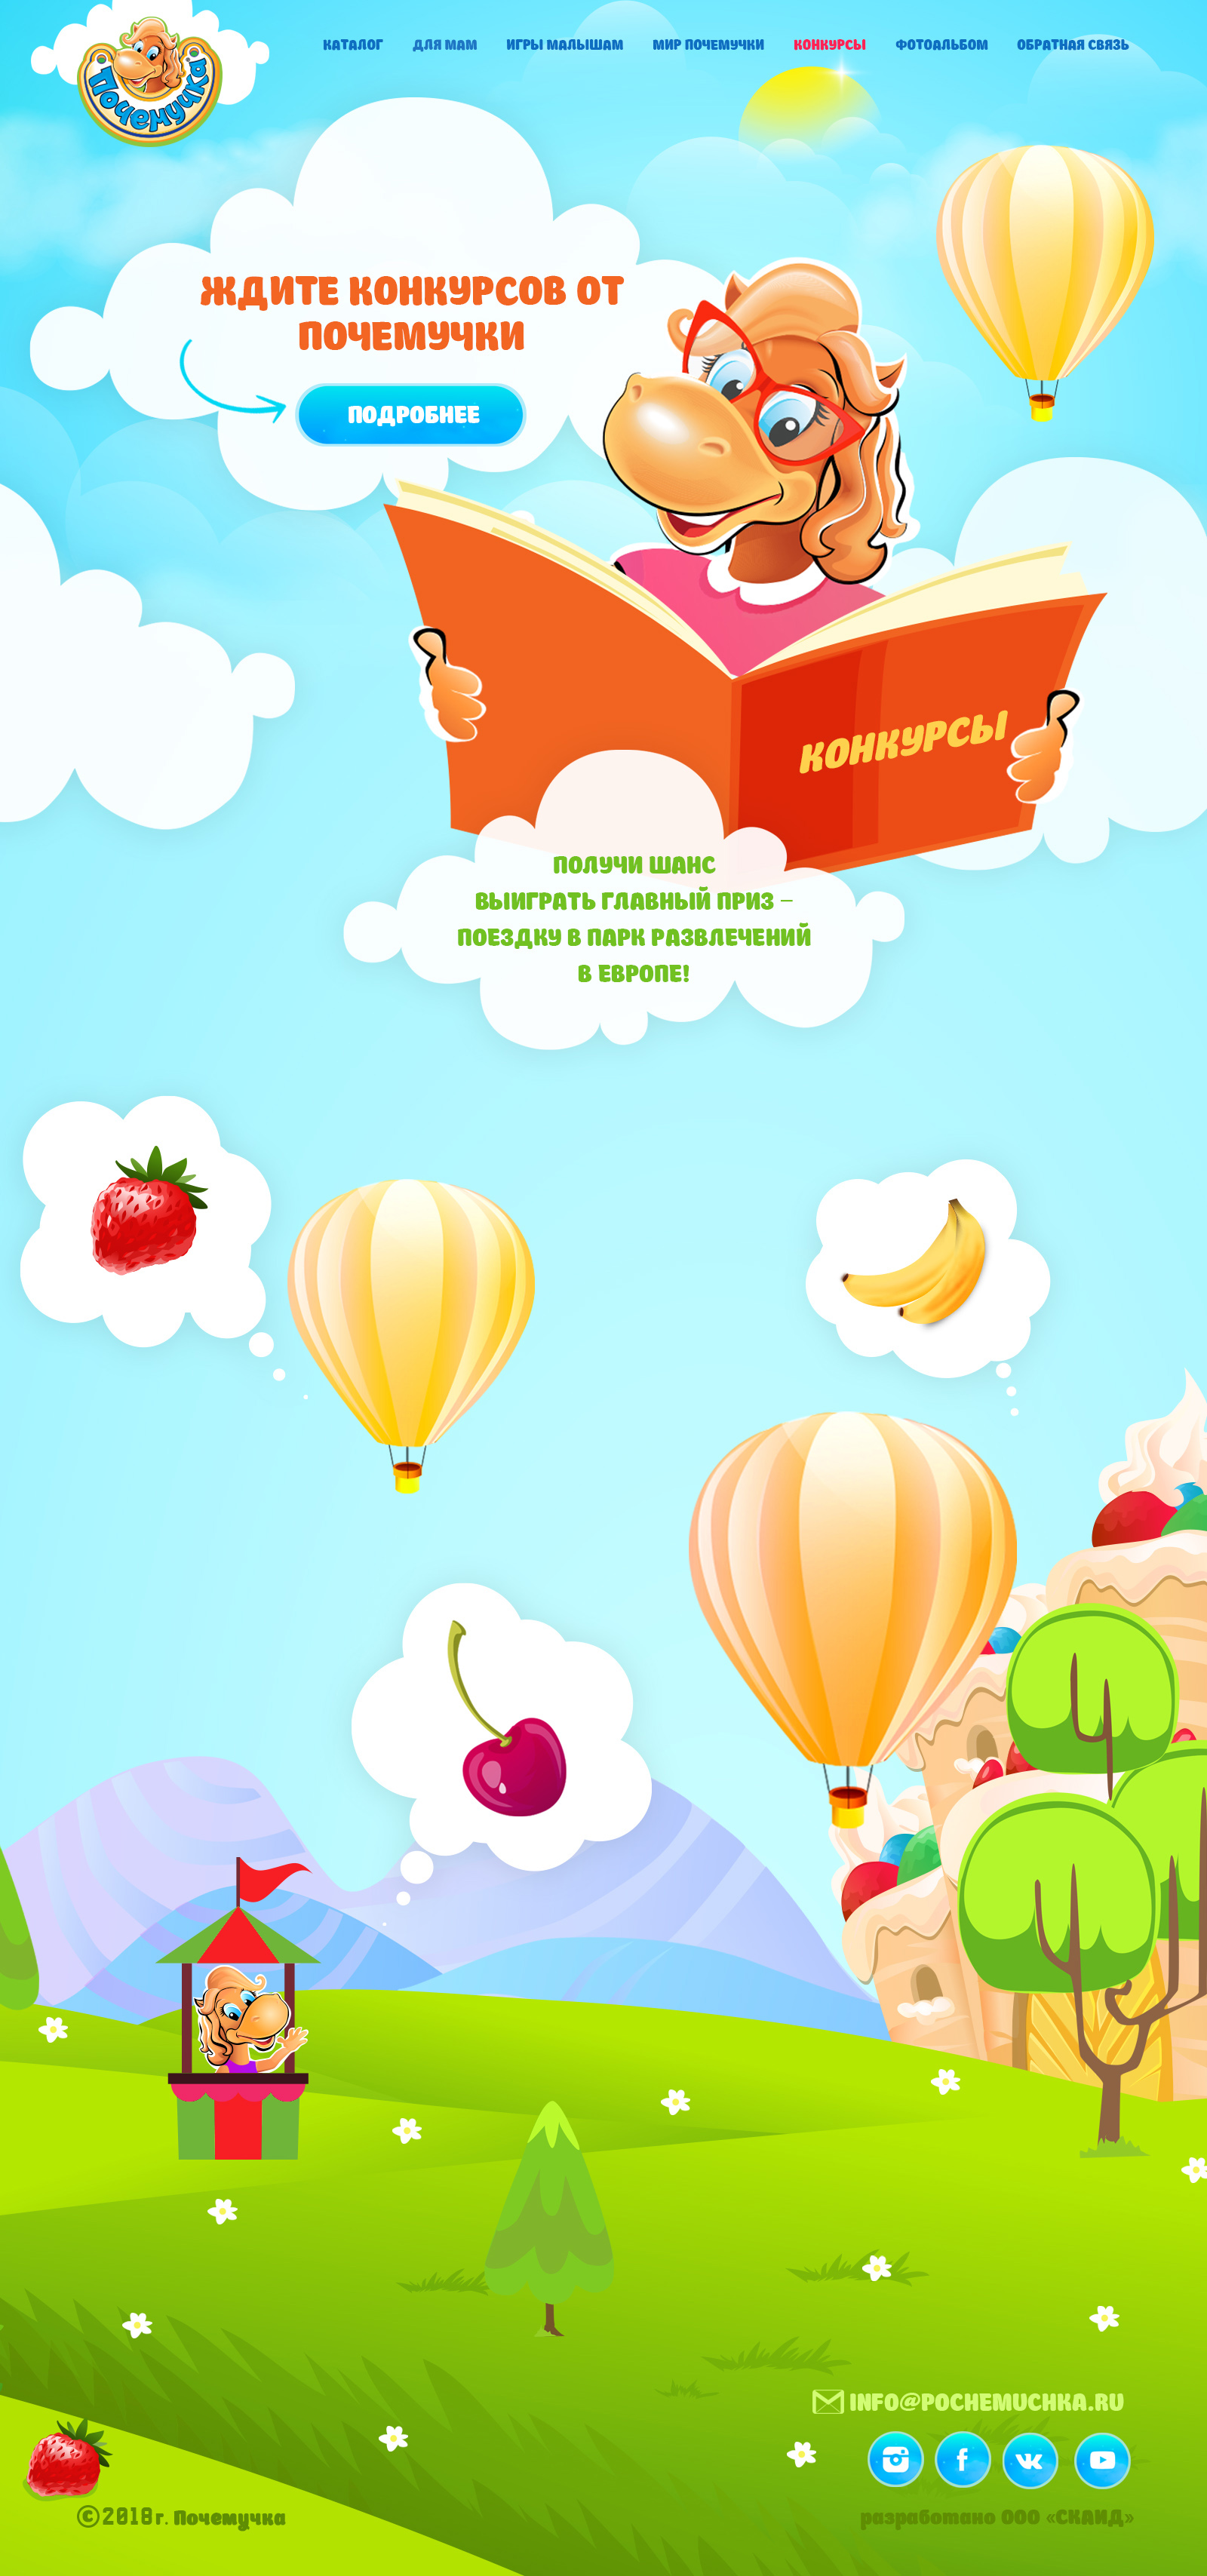 Почемучка
КАТАЛОГ ДЛЯ МАМ ИГРЫ МАЛЫШАМ МИР ПОЧЕМУЧКИ КОНКУРСЫ ФОТОАЛЬБОМ ОБРАТНАЯ СВЯЗЬ
ЖДИТЕ КОНКУРСОВ ОТ
ПОЧЕМУЧКИ
ПОДРОБНЕЕ
КОНКУРСЫ
ПОЛУЧИ ШАНС
ВЫИГРАТЬ ГЛАВНЫЙ ПРИЗ –
ПОЕЗДКУ В ПАРК РАЗВЛЕЧЕНИЙ
В ЕВРОПЕ!
INFO@POCHEMUCHKA.RU
©2018г. Почемучка
разработано ООО «СКАИД»